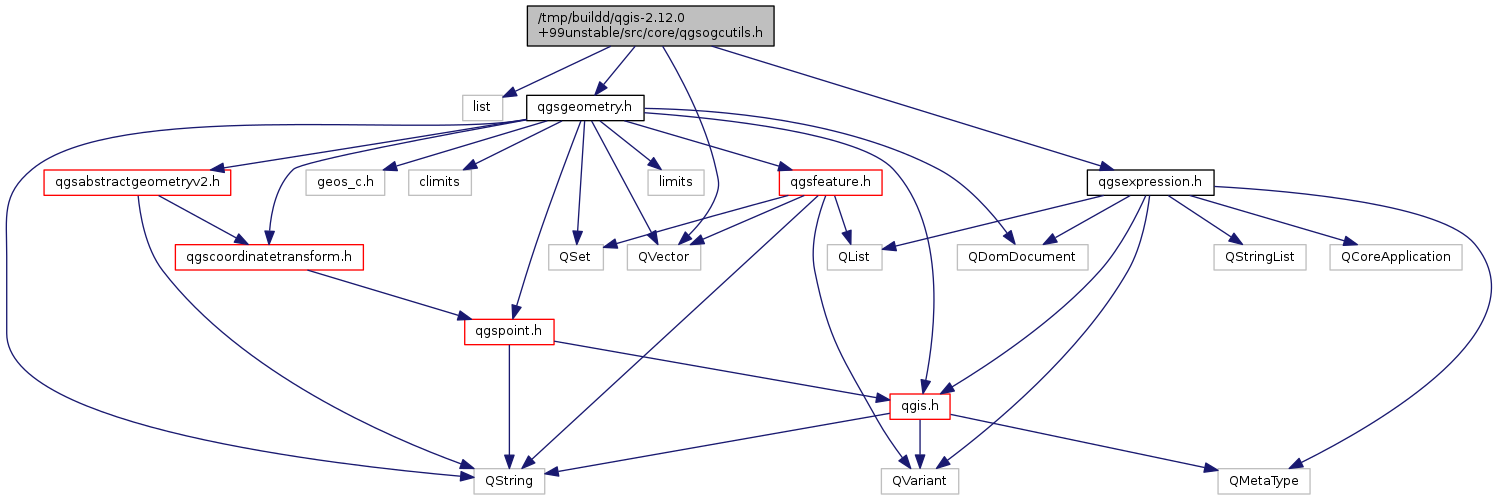 /tmp/buildd/qgis-2.12.0
+99unstable/src/core/qgsogcutils.h
list
qgsgeometry.h
qgsabstractgeometryv2.h
geos_c.h
climits
limits
qgsfeature.h
qgsexpression.h
qgscoordinatetransform.h
QSet
QVector
QList
QDomDocument
QStringList
QCoreApplication
qgspoint.h
qgis.h
QString
QVariant
QMetaType